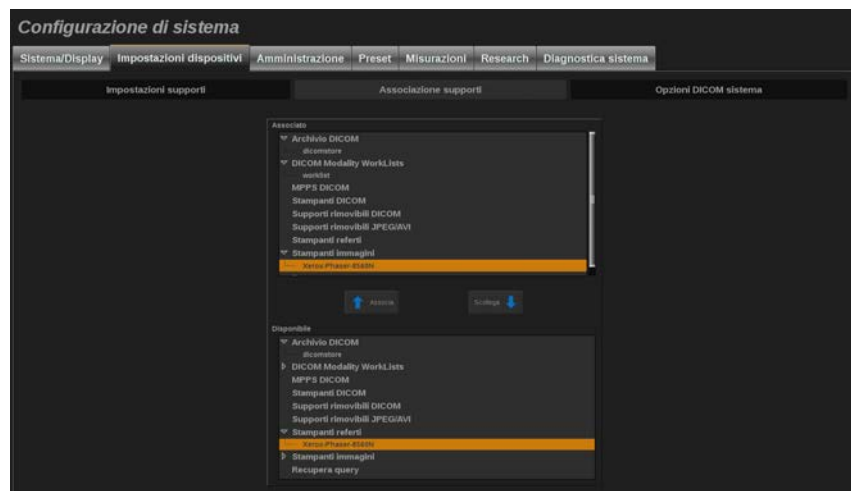 Configurazione di sistema
Sistema/Display Impostazioni dispositivi Amministrazione Preset Misurazioni Research Diagnostica sistema
Impostazioni supporti Associazione supporti Opzioni DICOM sistema
Associato
Archivio DICOM
dicomstore
DICOM Modality WorkLists
worklist
MPPS DICOM
Stampanti DICOM
Supporti rimovibili DICOM
Supporti rimovibili JPEG/AVI
Stampanti referti
Stampanti immagini
Xerox-Phaser-8560N
Associa Scollega
Disponibile
Archivio DICOM
dicomstore
DICOM Modality WorkLists
MPPS DICOM
Stampanti DICOM
Supporti rimovibili DICOM
Supporti rimovibili JPEG/AVI
Stampanti referti
Xerox-Phaser-8560N
Stampanti immagini
Recupera query